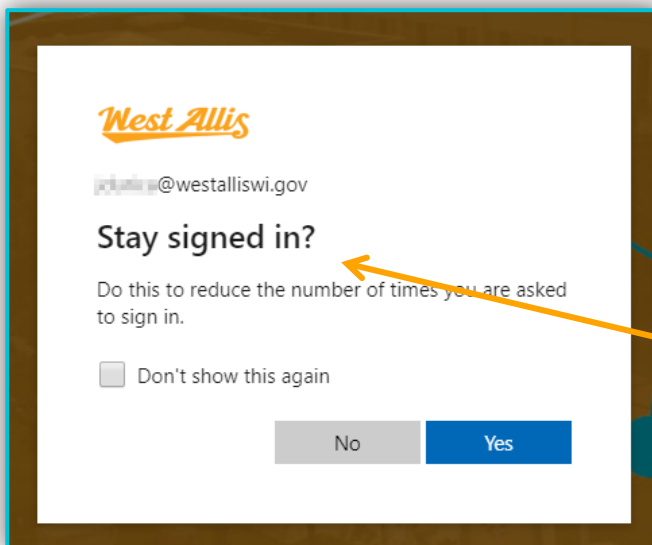 West Allis
@westalliswi.gov
Stay signed in?
Do this to reduce the number of times you are asked
to sign in.
Don't show this again
No Yes